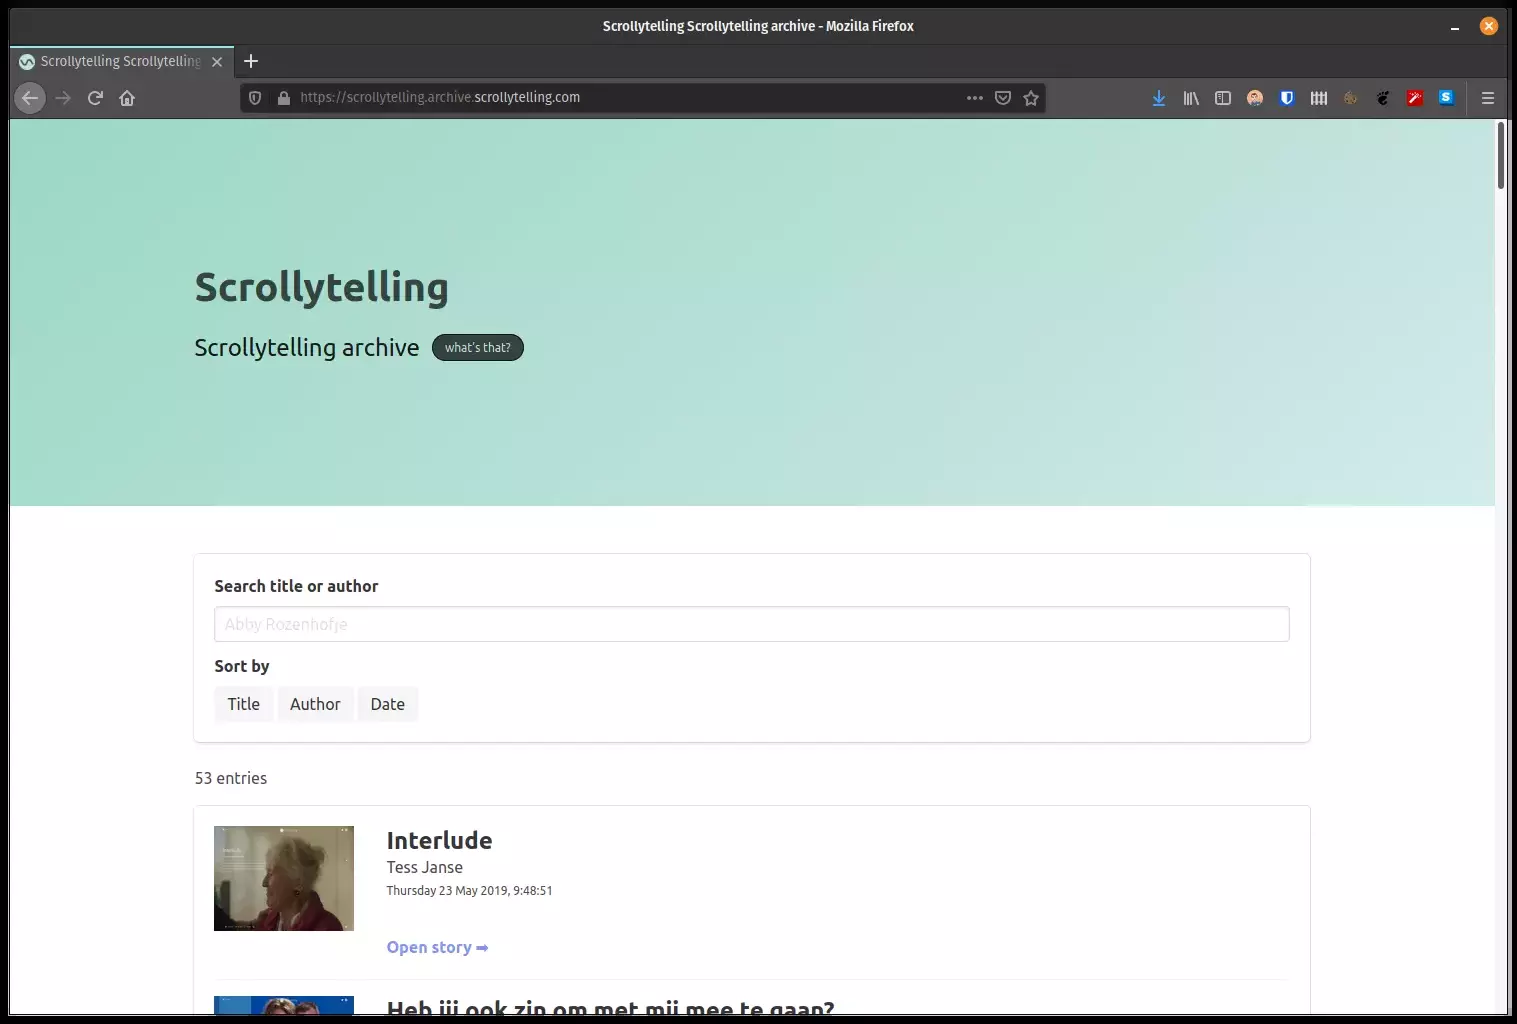 Scrollytelling Scrollytelling archive - Mozilla Firefox
Scrollytelling Scrollytelling
https://scrollytelling.archive.scrollytelling.com
Scrollytelling
Scrollytelling archive what's that?
Search title or author
Abby Rozenhofje
Sort by
Title Author Date
53 entries
Interlude
Tess Janse
Thursday 23 May 2019, 9:48:51
Open story ➡
Heb jij ook zin om met mij mee te gaan?